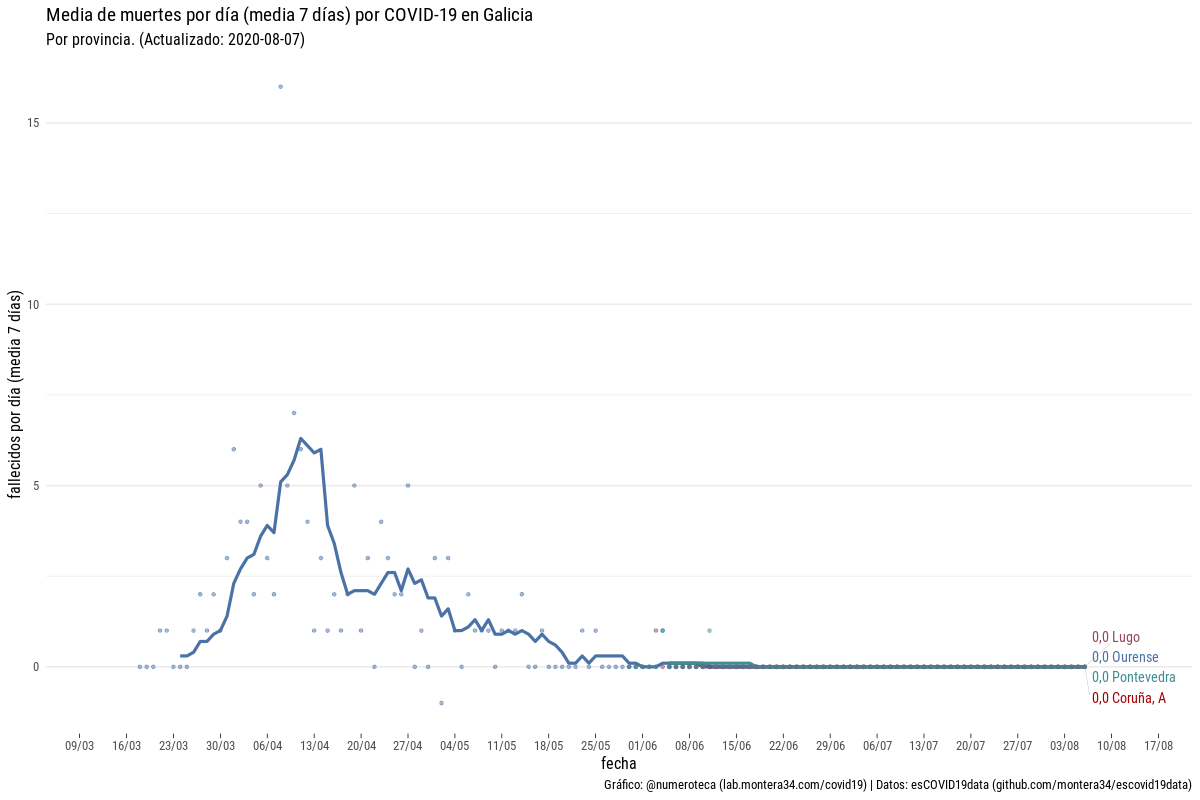 Media de muertes por día (media 7 días) por COVID-19 en Galicia
Por provincia. (Actualizado: 2020-08-07)
fallecidos por día (media 7 días)
15
10
5
0
0,0 Lugo
0,0 Ourense
0,0 Pontevedra
0,0 Coruña, A
09/03 16/03 23/03 30/03 06/04 13/04 20/04 27/04 04/05 11/05 18/05 25/05 01/06 08/06 15/06 22/06 29/06 06/07 13/07 20/07 27/07 03/08 10/08 17/08
fecha
Gráfico: @numeroteca (lab.montera34.com/covid19) | Datos: esCOVID19data (github.com/montera34/escovid19data)